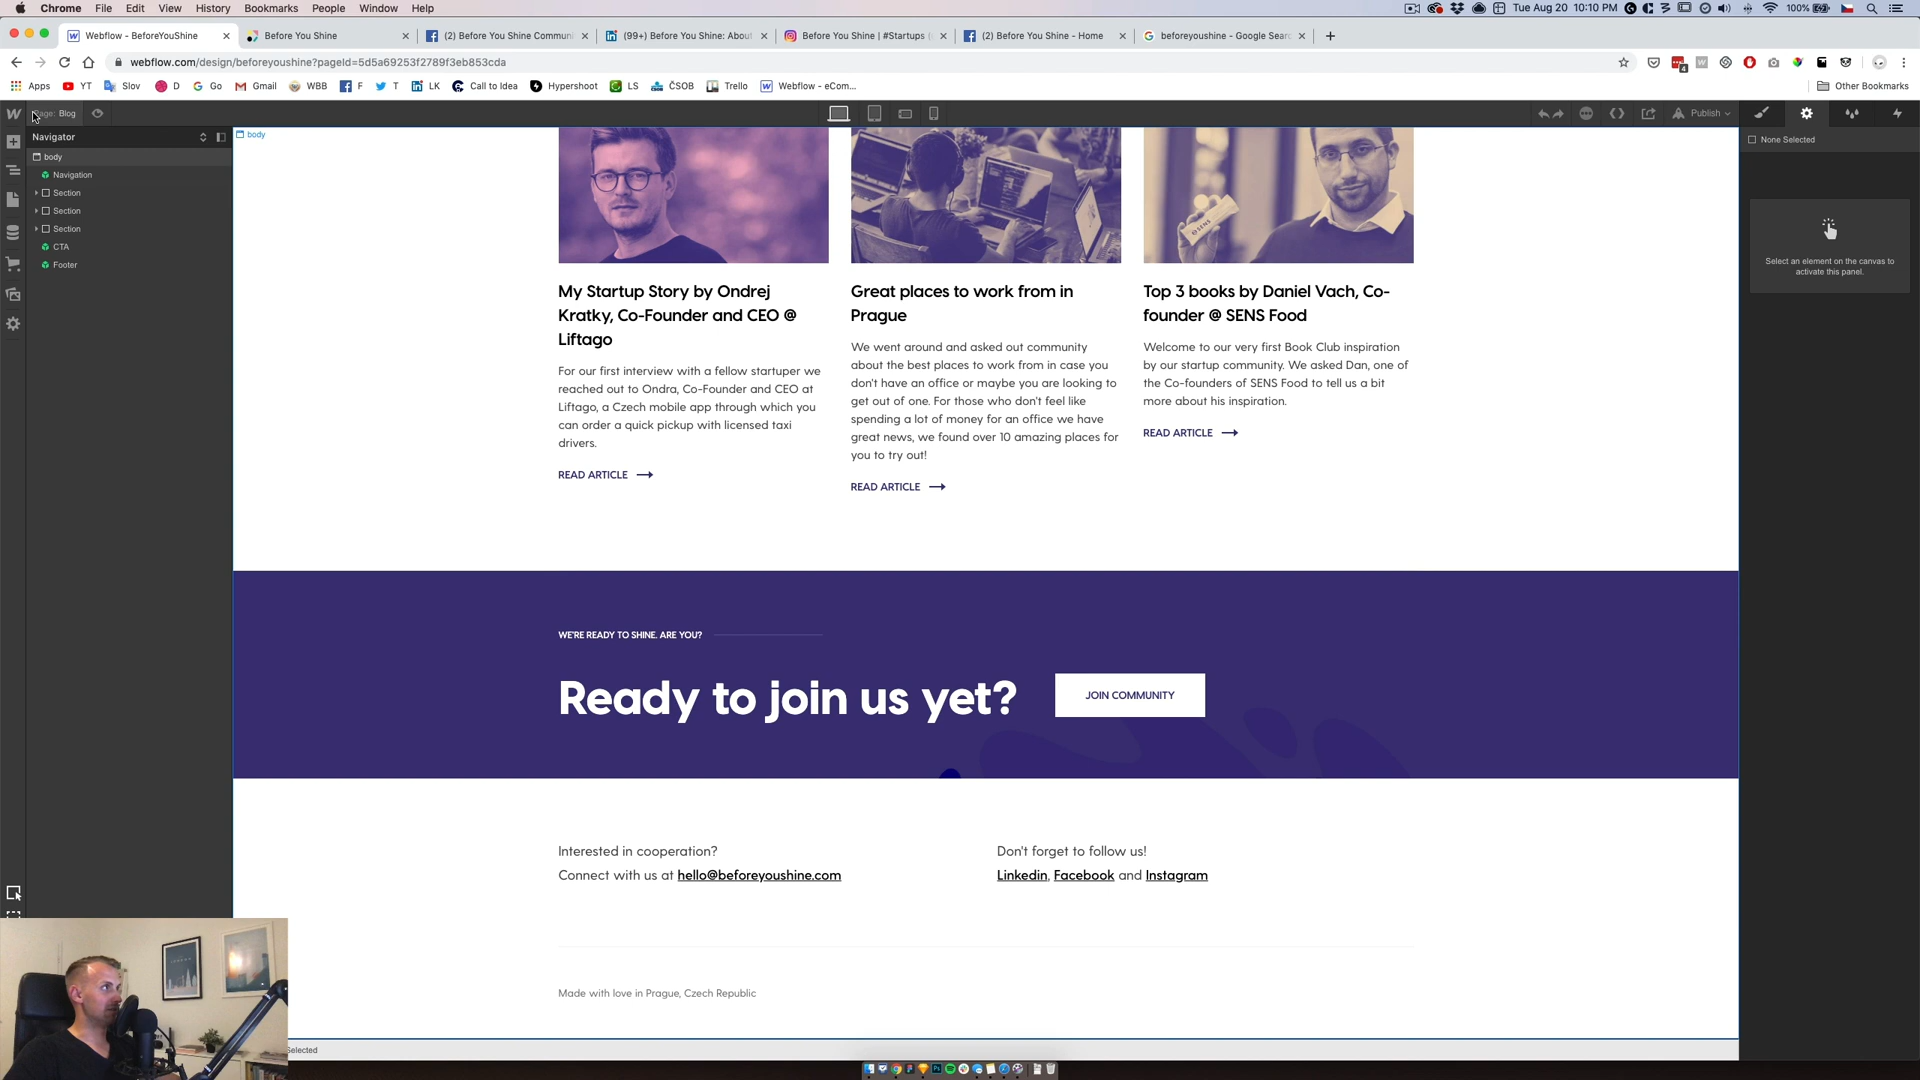 Chrome File Edit View History Bookmarks People Window Help
100% Tue Aug 20 10:10 PM
Webflow - BeforeYouShine
Before You Shine
(2) Before You Shine Commun
(99+) Before You Shine: About
Before You Shine | #Startups (
(2) Before You Shine - Home
beforeyoushine - Google Sear
webflow.com/design/beforeyoushine?pageId=5d5a69253f2789f3eb853cda
4
Apps YT Slov D Go Gmail WBB F T LK Call to Idea Hypershoot LS ČSOB Trello Webflow - eCom... Other Bookmarks
Page: Blog
Publish
Navigator
body
Navigation
Section
Section
Section
CTA
Footer
body
None Selected
Select an element on the canvas to
activate this panel.
My Startup Story by Ondrej
Kratky, Co-Founder and CEO @
Liftago
For our first interview with a fellow startuper we
reached out to Ondra, Co-Founder and CEO at
Liftago, a Czech mobile app through which you
can order a quick pickup with licensed taxi
drivers.
READ ARTICLE
Great places to work from in
Prague
We went around and asked out community
about the best places to work from in case you
don't have an office or maybe you are looking to
get out of one. For those who don't feel like
spending a lot of money for an office we have
great news, we found over 10 amazing places for
you to try out!
READ ARTICLE
SENS
Top 3 books by Daniel Vach, Co-
founder @ SENS Food
Welcome to our very first Book Club inspiration
by our startup community. We asked Dan, one of
the Co-founders of SENS Food to tell us a bit
more about his inspiration.
READ ARTICLE
WE'RE READY TO SHINE. ARE YOU?
Ready to join us yet?
JOIN COMMUNITY
Interested in cooperation?
Connect with us at hello@beforeyoushine.com
Don't forget to follow us!
Linkedin, Facebook and Instagram
Made with love in Prague, Czech Republic
Selected